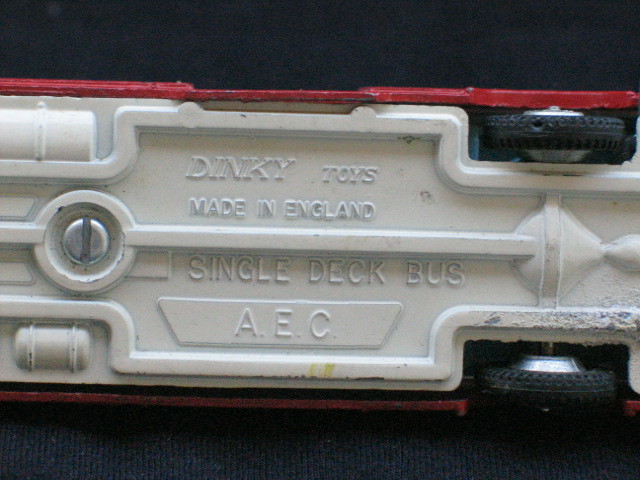 DINKY TOYS
MADE IN ENGLAND
SINGLE DECK BUS
A.E.C.